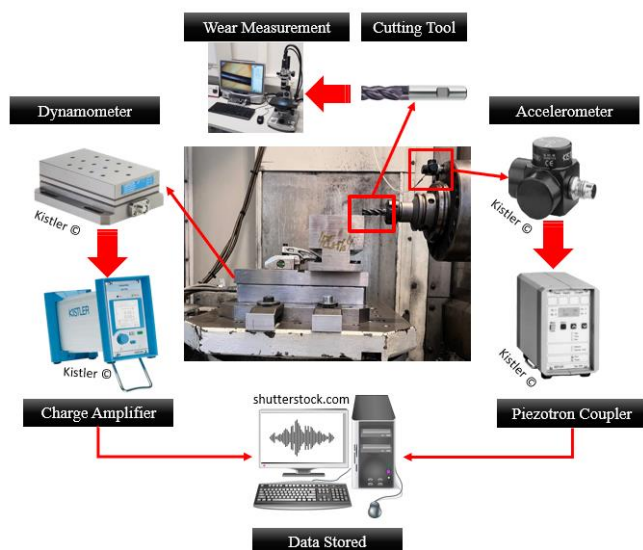 Wear Measurement
Cutting Tool
Dynamometer
Accelerometer
Kistler ©
KISTLER
Kistler ©
Kistler ©
Kistler ©
Charge Amplifier
shutterstock.com
Piezotron Coupler
Data Stored